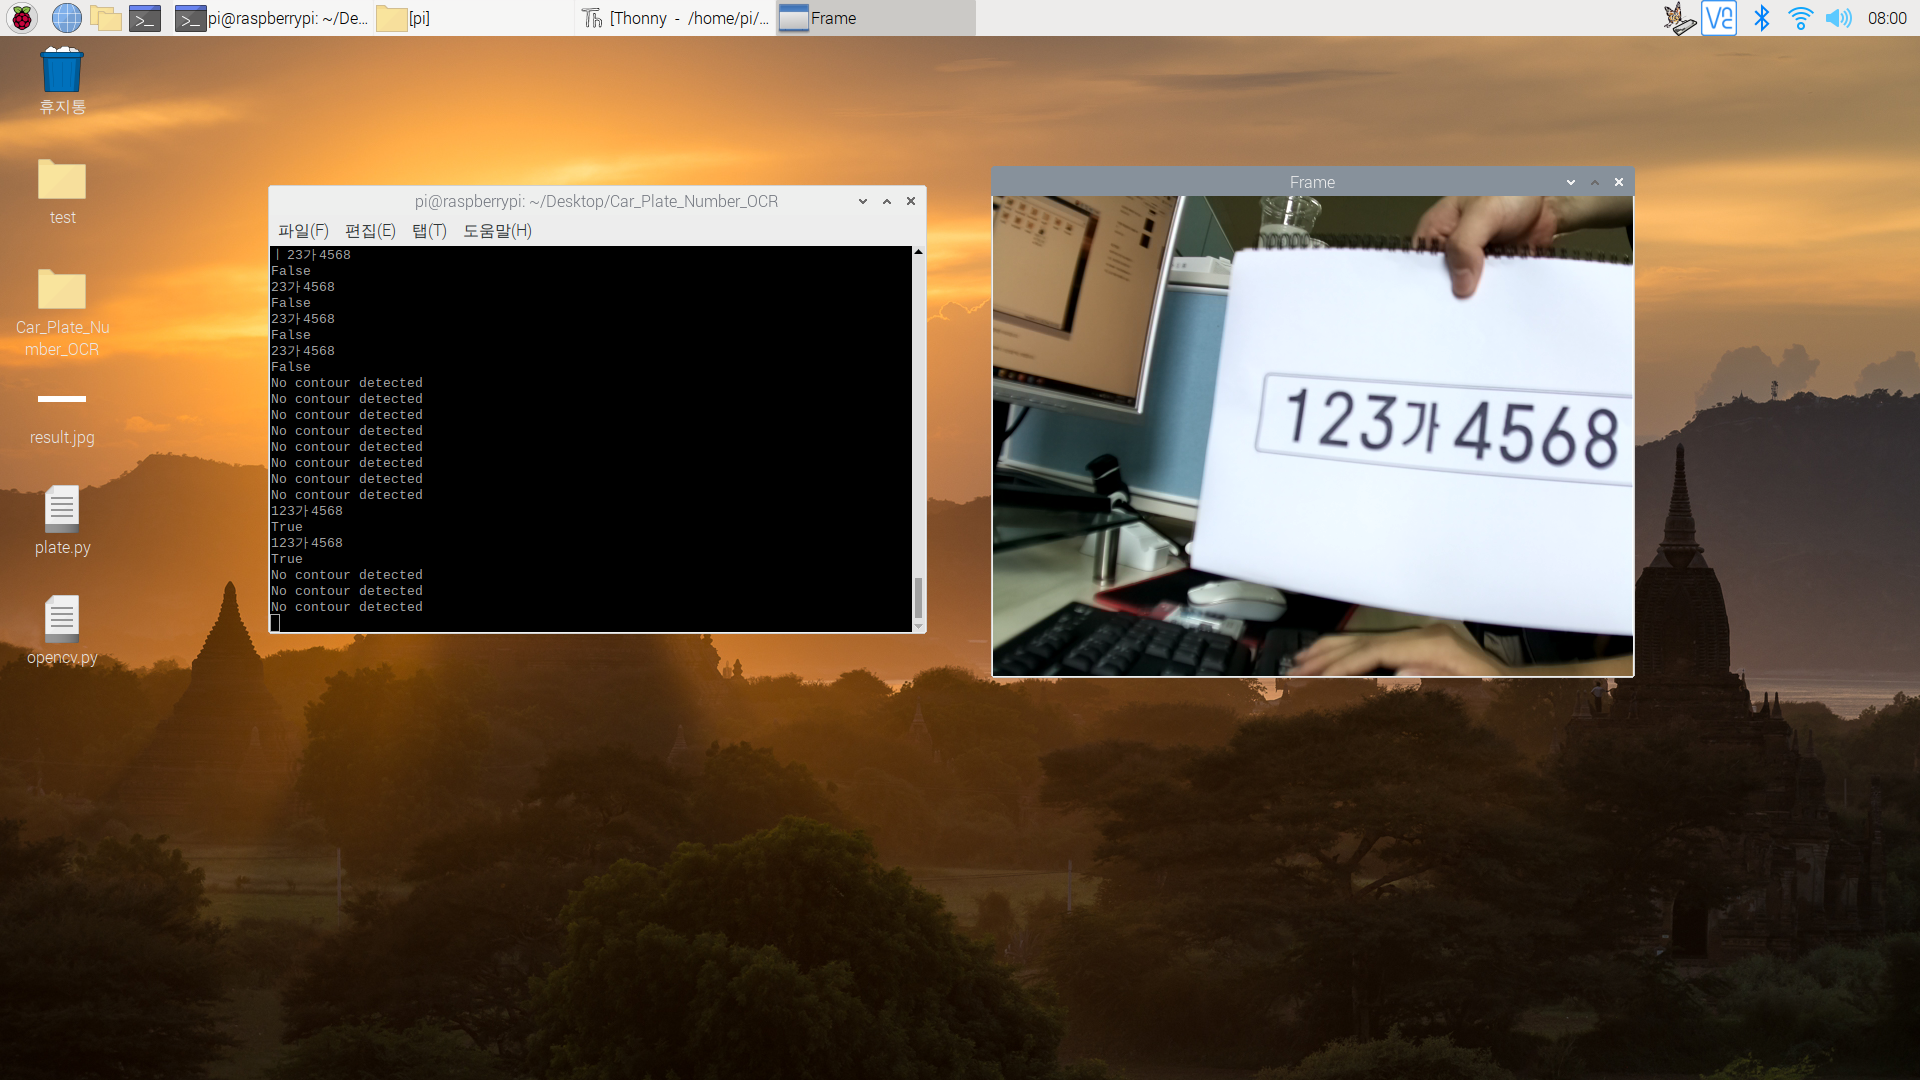 pi@raspberrypi: ~/De...
[pi]
[Thonny - /home/pi/...
Frame
08:00
휴지통
test
Car_Plate_Nu
mber_OCR
result.jpg
plate.py
opencv.py
pi@raspberrypi: ~/Desktop/Car_Plate_Number_OCR
파일(F) 편집(E) 탭(T) 도움말(H)
ㅣ 23가4568
False
23가4568
False
23가4568
False
23가4568
False
No contour detected
No contour detected
No contour detected
No contour detected
No contour detected
No contour detected
No contour detected
No contour detected
123가4568
True
123가4568
True
No contour detected
No contour detected
No contour detected
Frame
123가4568